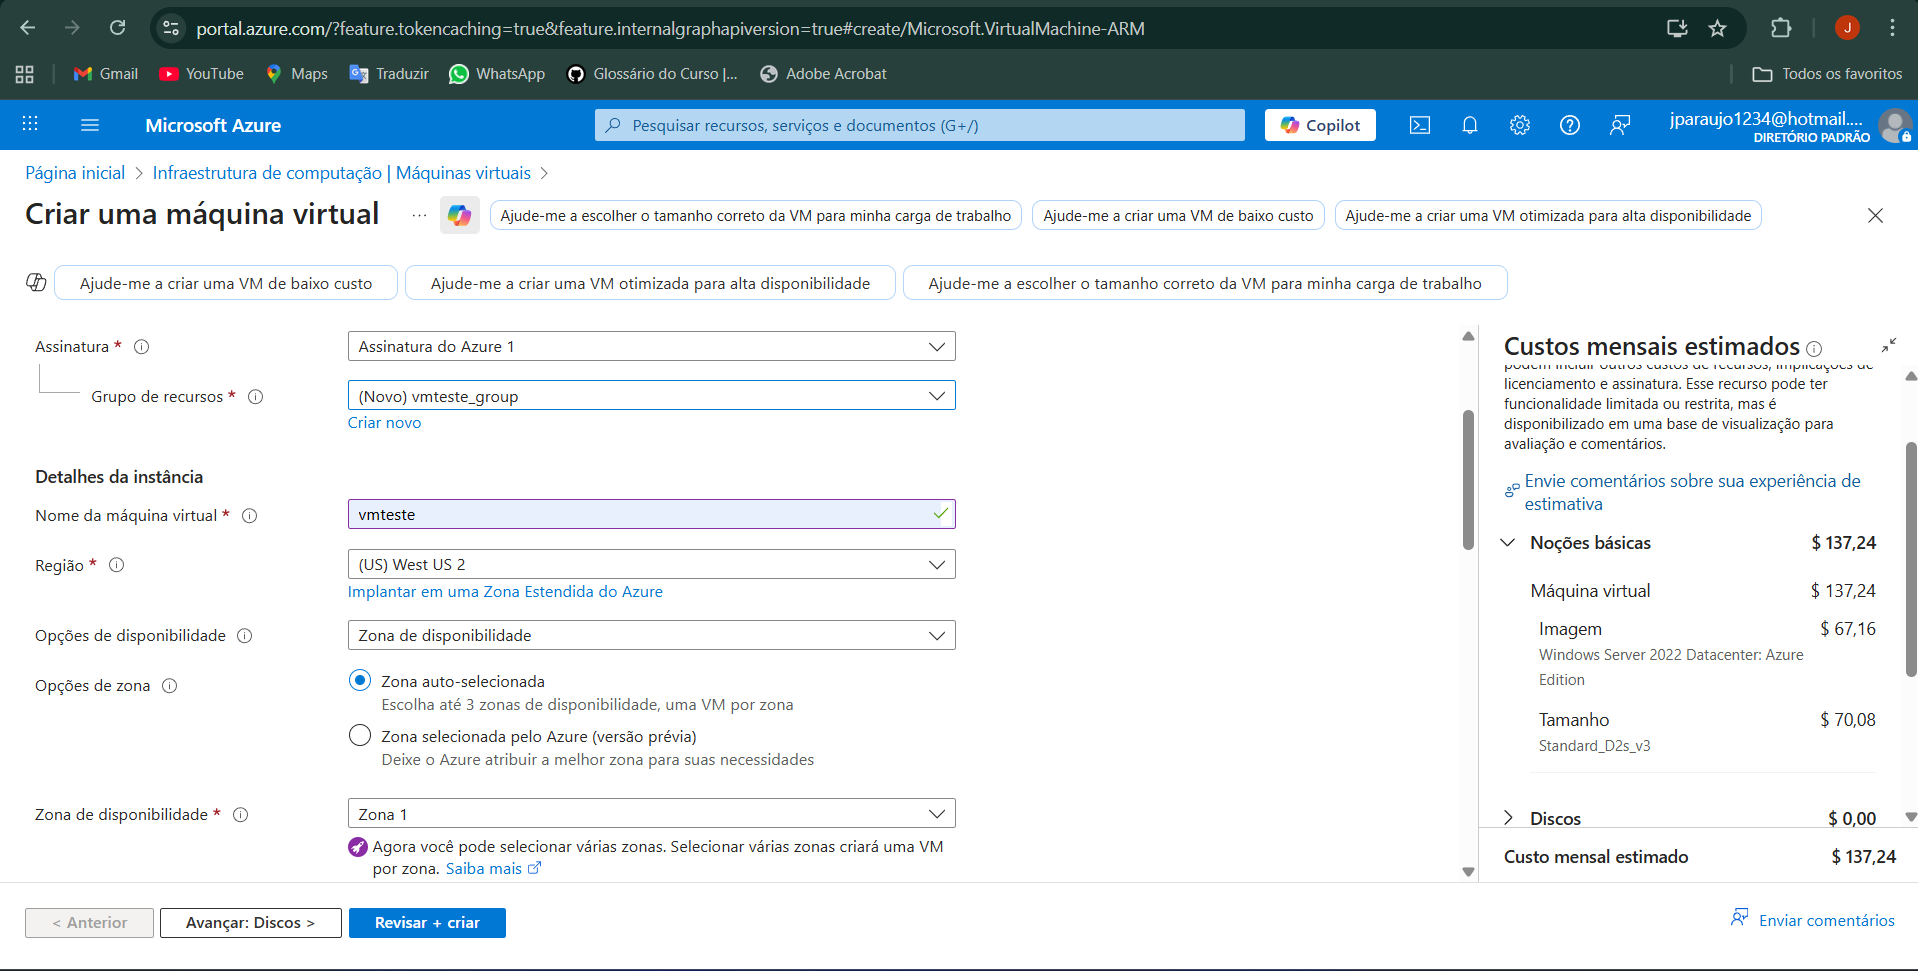 portal.azure.com/?feature.tokencaching=true&feature.internalgraphapiversion=true#create/Microsoft.VirtualMachine-ARM
J
Gmail
YouTube
Maps
Traduzir
WhatsApp
Glossário do Curso |...
Adobe Acrobat
Todos os favoritos
Microsoft Azure
Pesquisar recursos, serviços e documentos (G+/)
Copilot
jparaujo1234@hotmail....
DIRETÓRIO PADRÃO
Página inicial > Infraestrutura de computação | Máquinas virtuais >
Criar uma máquina virtual ...
Ajude-me a escolher o tamanho correto da VM para minha carga de trabalho
Ajude-me a criar uma VM de baixo custo
Ajude-me a criar uma VM otimizada para alta disponibilidade
Ajude-me a criar uma VM de baixo custo
Ajude-me a criar uma VM otimizada para alta disponibilidade
Ajude-me a escolher o tamanho correto da VM para minha carga de trabalho
Assinatura *
Assinatura do Azure 1
Grupo de recursos *
(Novo) vmteste_group
Criar novo
Detalhes da instância
Nome da máquina virtual *
vmteste
Região *
(US) West US 2
Implantar em uma Zona Estendida do Azure
Opções de disponibilidade
Zona de disponibilidade
Opções de zona
Zona auto-selecionada
Escolha até 3 zonas de disponibilidade, uma VM por zona
Zona selecionada pelo Azure (versão prévia)
Deixe o Azure atribuir a melhor zona para suas necessidades
Zona de disponibilidade *
Zona 1
Agora você pode selecionar várias zonas. Selecionar várias zonas criará uma VM
por zona. Saiba mais
Custos mensais estimados
podem incluir outros custos de recursos, implicações de
licenciamento e assinatura. Esse recurso pode ter
funcionalidade limitada ou restrita, mas é
disponibilizado em uma base de visualização para
avaliação e comentários.
Envie comentários sobre sua experiência de
estimativa
Noções básicas $ 137,24
Máquina virtual $ 137,24
Imagem $ 67,16
Windows Server 2022 Datacenter: Azure
Edition
Tamanho $ 70,08
Standard_D2s_v3
Discos $ 0,00
Custo mensal estimado $ 137,24
< Anterior
Avançar: Discos >
Revisar + criar
Enviar comentários